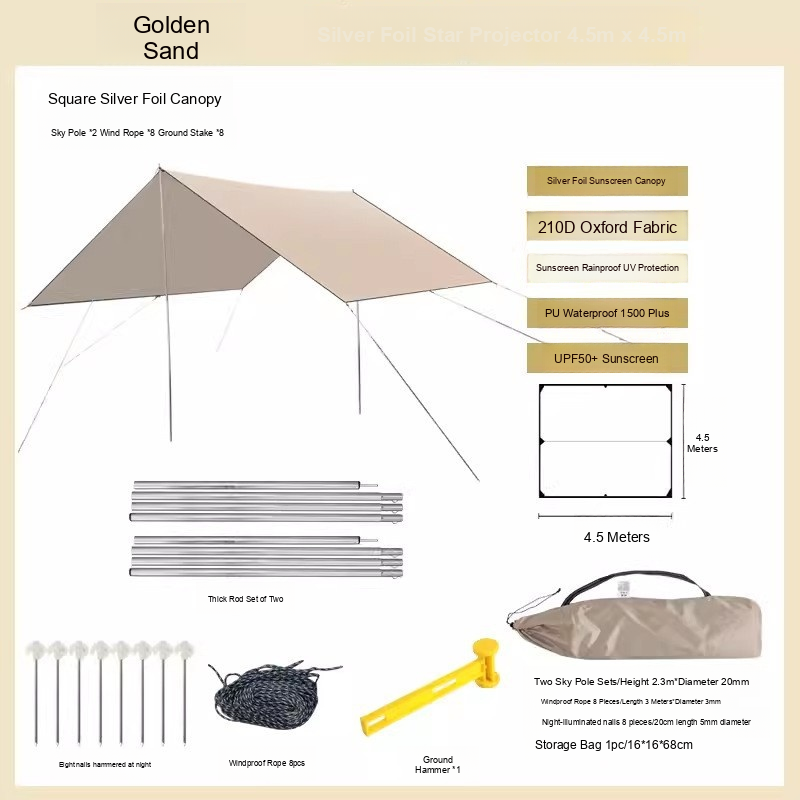 Golden
Sand
Silver Foil Star Projector 4.5m x 4.5m
Square Silver Foil Canopy
Sky Pole *2 Wind Rope *8 Ground Stake *8
Silver Foil Sunscreen Canopy
210D Oxford Fabric
Sunscreen Rainproof UV Protection
PU Waterproof 1500 Plus
UPF50+ Sunscreen
4.5
Meters
4.5 Meters
Thick Rod Set of Two
Two Sky Pole Sets/Height 2.3m*Diameter 20mm
Windproof Rope 8 Pieces/Length 3 Meters*Diameter 3mm
Night-illuminated nails 8 pieces/20cm length 5mm diameter
Storage Bag 1pc/16*16*68cm
Eight nails hammered at night
Windproof Rope 8pcs
Ground
Hammer *1